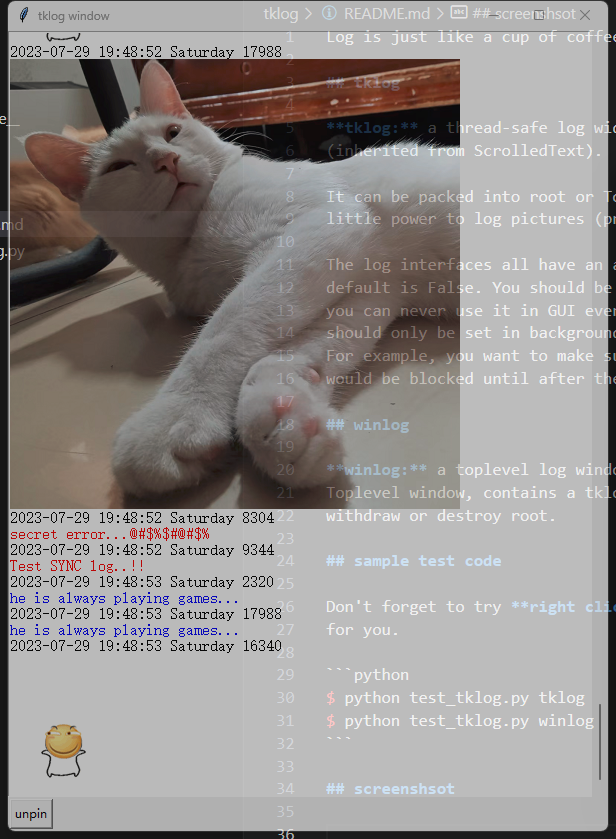 tklog window
tklog > README.md > ## screenshsot
2023-07-29 19:48:52 Saturday 17988
2023-07-29 19:48:52 Saturday 8304
secret error...@#$%$#@#$%
2023-07-29 19:48:52 Saturday 9344
Test SYNC log..!!
2023-07-29 19:48:53 Saturday 2320
he is always playing games...
2023-07-29 19:48:53 Saturday 17988
he is always playing games...
2023-07-29 19:48:53 Saturday 16340
unpin
md
.py
1 Log is just like a cup of coffe
2
3 ## tklog
4
5 **tklog:** a thread-safe log wid
6 (inherited from ScrolledText).
7
8 It can be packed into root or To
9 little power to log pictures (pn
10
11 The log interfaces all have an a
12 default is False. You should be
13 you can never use it in GUI even
14 should only be set in background
15 For example, you want to make su
16 would be blocked until after the
17
18 ## winlog
19
20 **winlog:** a toplevel log windo
21 Toplevel window, contains a tklo
22 withdraw or destroy root.
23
24 ## sample test code
25
26 Don't forget to try **right clic
27 for you.
28
29 ```python
30 $ python test_tklog.py tklog
31 $ python test_tklog.py winlog
32 ```
33
34 ## screenshsot
35
36